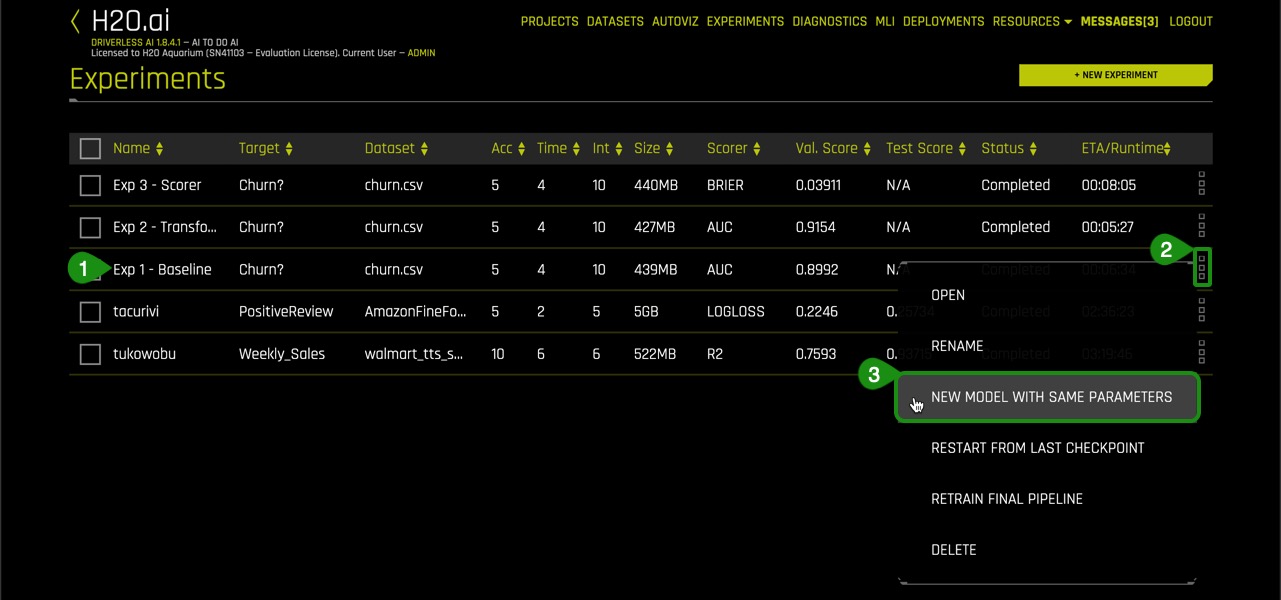 H2O.ai
PROJECTS DATASETS AUTOVIZ EXPERIMENTS DIAGNOSTICS MLI DEPLOYMENTS RESOURCES MESSAGES[3] LOGOUT
DRIVERLESS AI 1.8.4.1 – AI TO DO AI
Licensed to H2O Aquarium (SN41103 – Evaluation License). Current User – ADMIN
Experiments
+ NEW EXPERIMENT
Name Target Dataset Acc Time Int Size Scorer Val. Score Test Score Status ETA/Runtime
Exp 3 - Scorer Churn? churn.csv 5 4 10 440MB BRIER 0.03911 N/A Completed 00:08:05
Exp 2 - Transfo... Churn? churn.csv 5 4 10 427MB AUC 0.9154 N/A Completed 00:05:27
2
1 Exp 1 - Baseline Churn? churn.csv 5 4 10 439MB AUC 0.8992 N/ Completed 00:06:34
OPEN
tacurivi PositiveReview AmazonFineFo... 5 2 5 5GB LOGLOSS 0.2246 0. Completed 02:36:23
RENAME
tukowobu Weekly_Sales walmart_tts_s... 10 6 6 522MB R2 0.7593 0. Completed 03:19:46
3
NEW MODEL WITH SAME PARAMETERS
RESTART FROM LAST CHECKPOINT
RETRAIN FINAL PIPELINE
DELETE